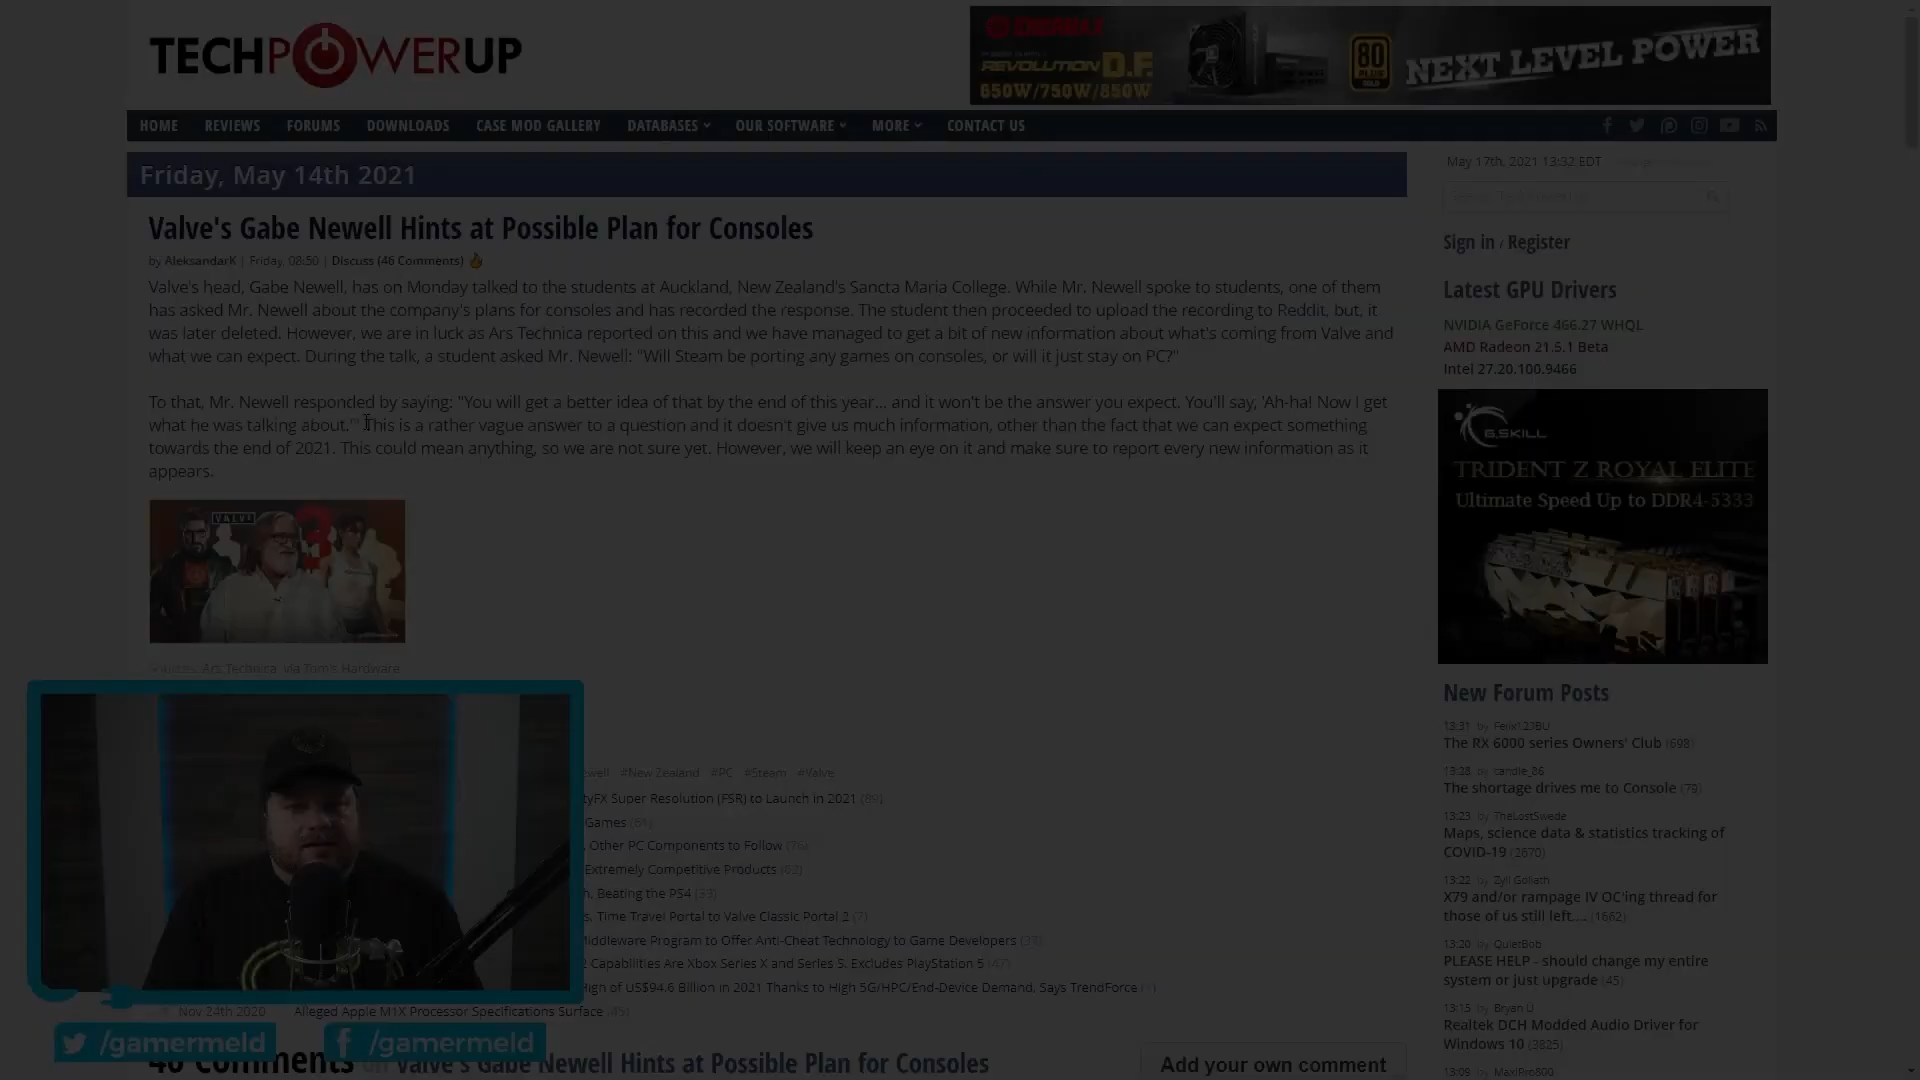 TECHPOWERUP
ENERMAX
REVOLUTION D.F.
650W/750W/850W
80 PLUS GOLD
NEXT LEVEL POWER
HOME REVIEWS FORUMS DOWNLOADS CASE MOD GALLERY DATABASES OUR SOFTWARE MORE CONTACT US
Friday, May 14th 2021
May 17th, 2021 13:32 EDT
Valve's Gabe Newell Hints at Possible Plan for Consoles
by AleksandarK | Friday, 08:50 | Discuss (46 Comments)
Valve's head, Gabe Newell, has on Monday talked to the students at Auckland, New Zealand's Sancta Maria College. While Mr. Newell spoke to students, one of them
has asked Mr. Newell about the company's plans for consoles and has recorded the response. The student then proceeded to upload the recording to Reddit, but, it
was later deleted. However, we are in luck as Ars Technica reported on this and we have managed to get a bit of new information about what's coming from Valve and
what we can expect. During the talk, a student asked Mr. Newell: "Will Steam be porting any games on consoles, or will it just stay on PC?"
To that, Mr. Newell responded by saying: "You will get a better idea of that by the end of this year... and it won't be the answer you expect. You'll say, 'Ah-ha! Now I get
what he was talking about.'" This is a rather vague answer to a question and it doesn't give us much information, other than the fact that we can expect something
towards the end of 2021. This could mean anything, so we are not sure yet. However, we will keep an eye on it and make sure to report every new information as it
appears.
VALVE
3
Sources: Ars Technica, via Tom's Hardware
#New Zealand #PC #Steam #Valve
tyFX Super Resolution (FSR) to Launch in 2021 (89)
Games (61)
, Other PC Components to Follow (76)
Extremely Competitive Products (62)
h, Beating the PS4 (33)
s, Time Travel Portal to Valve Classic Portal 2 (7)
Middleware Program to Offer Anti-Cheat Technology to Game Developers
2 Capabilities Are Xbox Series X and Series S. Excludes PlayStation 5 (47)
High of US$94.6 Billion in 2021 Thanks to High 5G/HPC/End-Device Demand, Says TrendForce
Nov 24th 2020 Alleged Apple M1X Processor Specifications Surface (45)
46 Comments on Valve's Gabe Newell Hints at Possible Plan for Consoles
Add your own comment
/gamermeld /gamermeld
Sign in / Register
Latest GPU Drivers
NVIDIA GeForce 466.27 WHQL
AMD Radeon 21.5.1 Beta
Intel 27.20.100.9466
G.SKILL
TRIDENT Z ROYAL ELITE
Ultimate Speed Up to DDR4-5333
New Forum Posts
13:31 by Felix123BU
The RX 6000 series Owners' Club (698)
13:28 by candle_86
The shortage drives me to Console (79)
13:23 by TheLostSwede
Maps, science data & statistics tracking of
COVID-19 (2670)
13:22 by Zyll Goliath
X79 and/or rampage IV OC'ing thread for
those of us still left.... (1662)
13:20 by QuietBob
PLEASE HELP - should change my entire
system or just upgrade (45)
13:15 by Bryan D
Realtek DCH Modded Audio Driver for
Windows 10 (3825)
13:09 by MaxiPro800